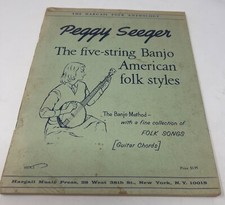 THE HARGAIL FOLK ANTHOLOGY
Peggy Seeger
The five-string Banjo
American
folk styles
The Banjo Method-
with a fine collection of
FOLK SONGS
(Guitar Chords)
Hargail Music Press, 28 West 38th St., New York, N.Y. 10018